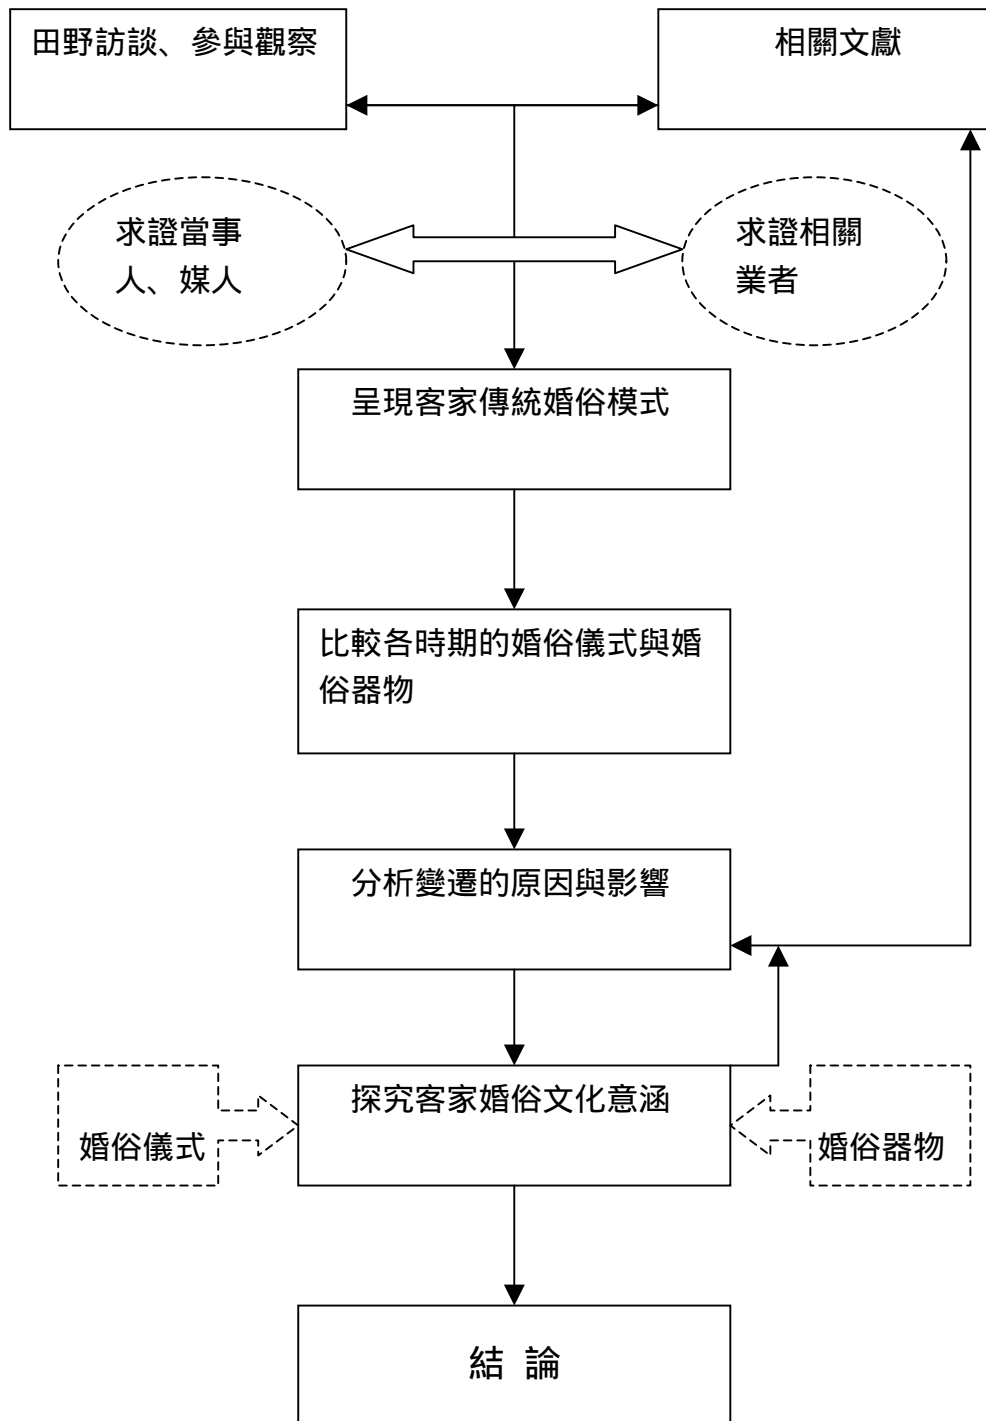 田野訪談、參與觀察
相關文獻
求證當事
人、媒人
求證相關
業者
呈現客家傳統婚俗模式
比較各時期的婚俗儀式與婚
俗器物
分析變遷的原因與影響
探究客家婚俗文化意涵
婚俗儀式
婚俗器物
結 論